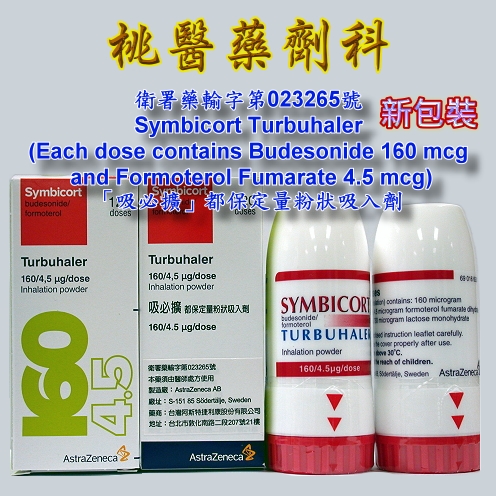 桃醫藥劑科
衛署藥輸字第023265號
Symbicort Turbuhaler
新包裝
(Each dose contains Budesonide 160 mcg
and Formoterol Fumarate 4.5 mcg)
「吸必擴」都保定量粉狀吸入劑
Symbicort
budesonide/
formoterol
doses
Turbuhaler
160/4,5 µg/dose
Inhalation powder
160
4.5
AstraZeneca
Symbicort
budesonide/
formoterol
doses
Turbuhaler
160/4,5 µg/dose
Inhalation powder
吸必擴 都保定量粉狀吸入劑
160/4.5 µg/dose
衛署藥輸字第023265號
本藥須由醫師處方使用
製造廠：AstraZeneca AB
廠址：S-151 85 Södertälje, Sweden
藥商：台灣阿斯特捷利康股份有限公司
地址：台北市敦化南路二段207號21樓
AstraZeneca
SYMBICORT
budesonide/
formoterol
TURBUHALER
Inhalation powder
160/4.5µg/dose
contains: 160 microgram
microgram formoterol fumarate
microgram lactose monohydrate
instruction leaflet carefully.
cover properly after use.
above 30°C.
reach of children.
Södertälje, Sweden